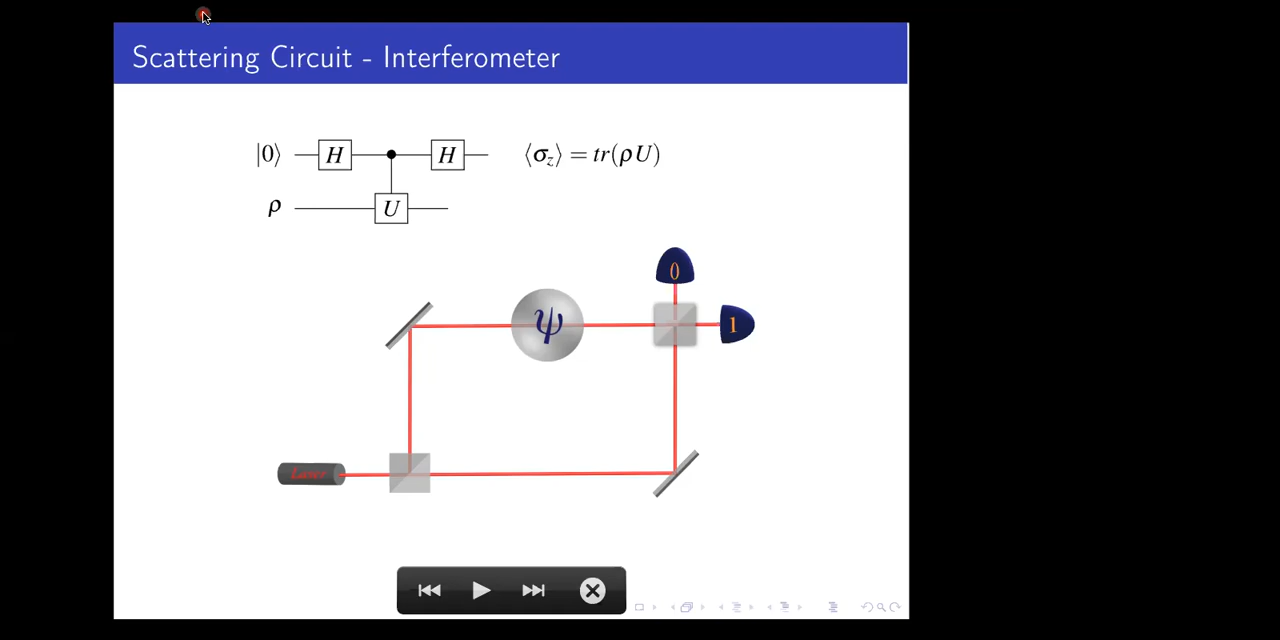 Scattering Circuit - Interferometer
|0⟩ H H ⟨σz⟩ = tr(ρU)
ρ U
0
ψ 1
Laser